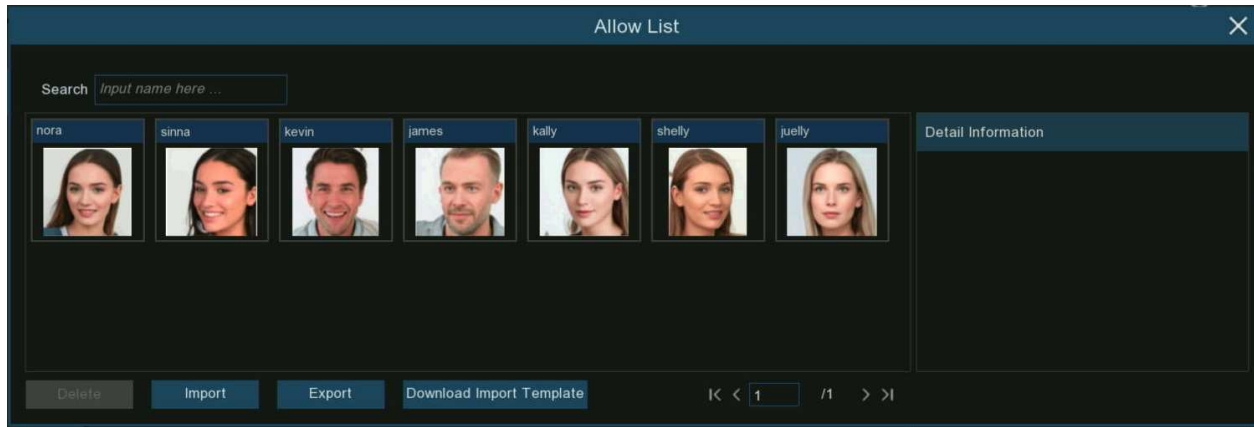 Allow List
Search Input name here ...
nora sinna kevin james kally shelly juelly
Detail Information
Delete Import Export Download Import Template 1 /1